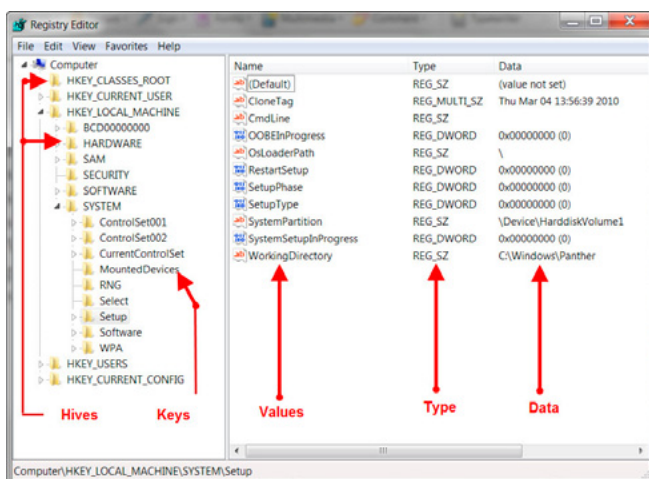 Registry Editor
File Edit View Favorites Help
Computer
HKEY_CLASSES_ROOT
HKEY_CURRENT_USER
HKEY_LOCAL_MACHINE
BCD00000000
HARDWARE
SAM
SECURITY
SOFTWARE
SYSTEM
ControlSet001
ControlSet002
CurrentControlSet
MountedDevices
RNG
Select
Setup
Software
WPA
HKEY_USERS
HKEY_CURRENT_CONFIG
Hives Keys
Name Type Data
(Default) REG_SZ (value not set)
CloneTag REG_MULTI_SZ Thu Mar 04 13:56:39 2010
CmdLine REG_SZ
OOBEInProgress REG_DWORD 0x00000000 (0)
OsLoaderPath REG_SZ \
RestartSetup REG_DWORD 0x00000000 (0)
SetupPhase REG_DWORD 0x00000000 (0)
SetupType REG_DWORD 0x00000000 (0)
SystemPartition REG_SZ \Device\HarddiskVolume1
SystemSetupInProgress REG_DWORD 0x00000000 (0)
WorkingDirectory REG_SZ C:\Windows\Panther
Values Type Data
Computer\HKEY_LOCAL_MACHINE\SYSTEM\Setup